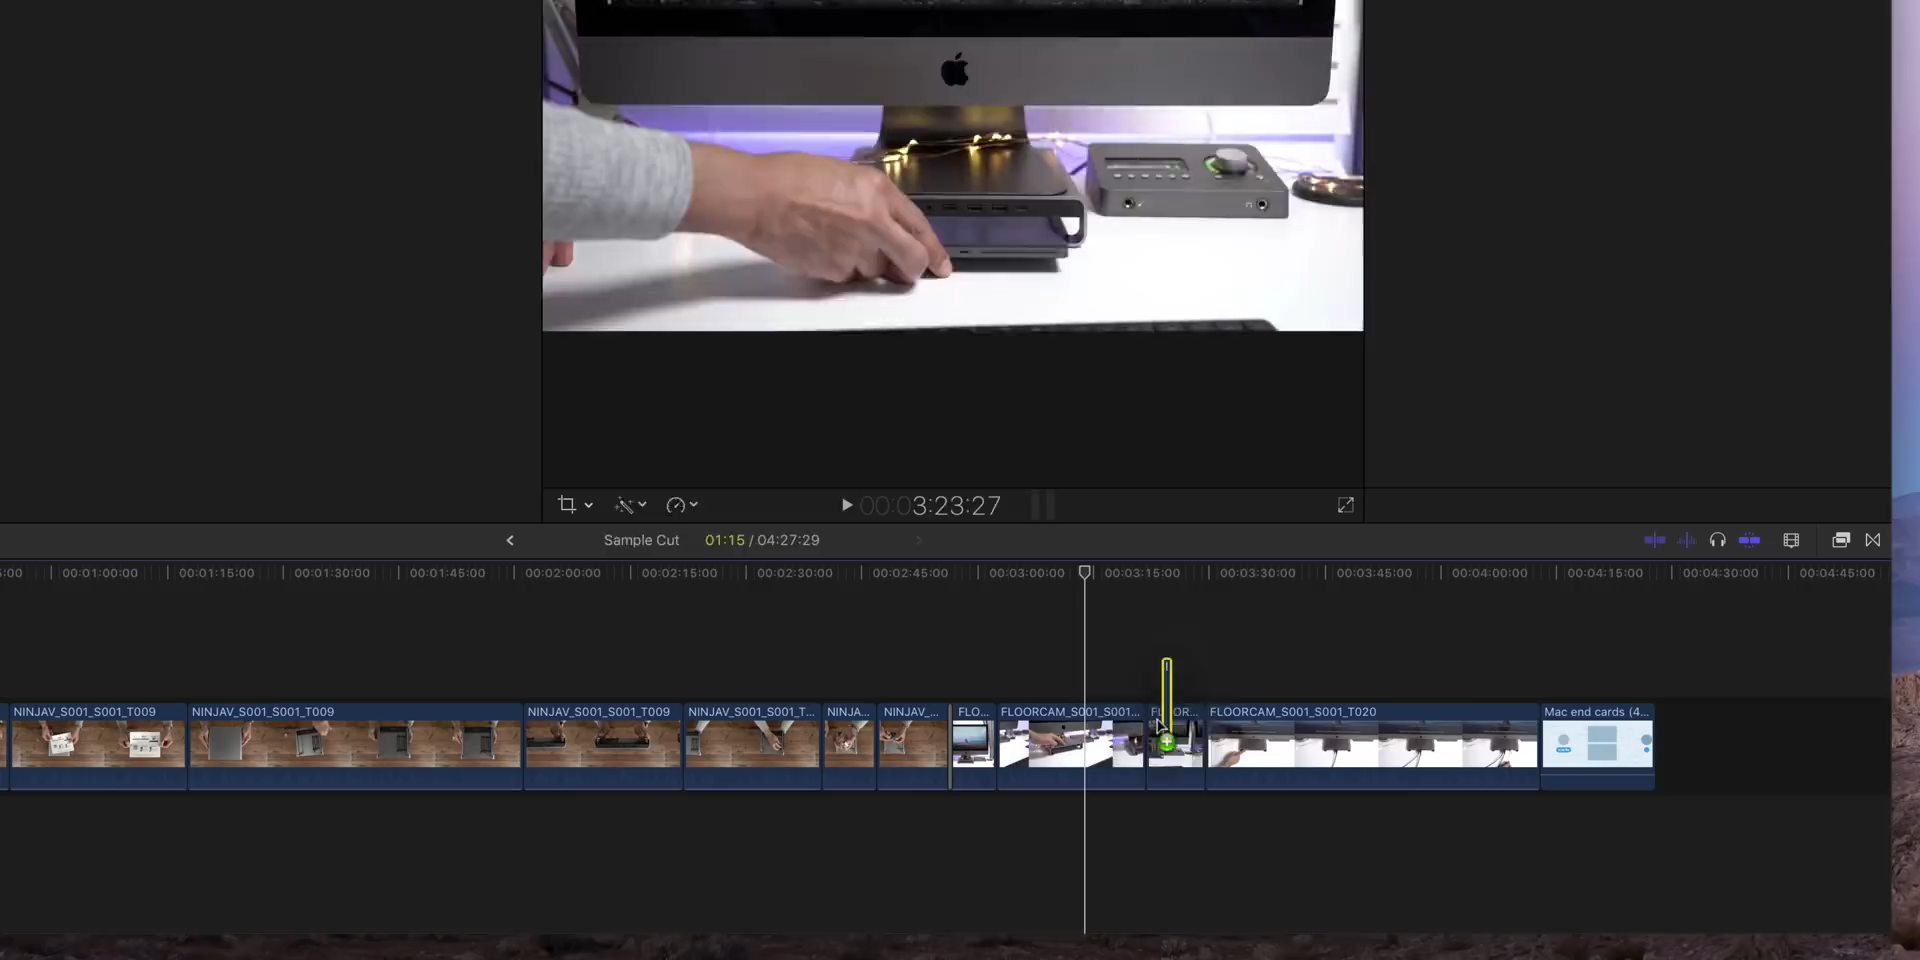 00:03:23:27
Sample Cut 01:15 / 04:27:29
5:00 00:01:00:00 00:01:15:00 00:01:30:00 00:01:45:00 00:02:00:00 00:02:15:00 00:02:30:00 00:02:45:00 00:03:00:00 00:03:15:00 00:03:30:00 00:03:45:00 00:04:00:00 00:04:15:00 00:04:30:00 00:04:45:00
NINJAV_S001_S001_T009 NINJAV_S001_S001_T009 NINJAV_S001_S001_T009 NINJAV_S001_S001_T... NINJA... NINJAV_... FLO... FLOORCAM_S001_S001... FLOOR... FLOORCAM_S001_S001_T020 Mac end cards (4...